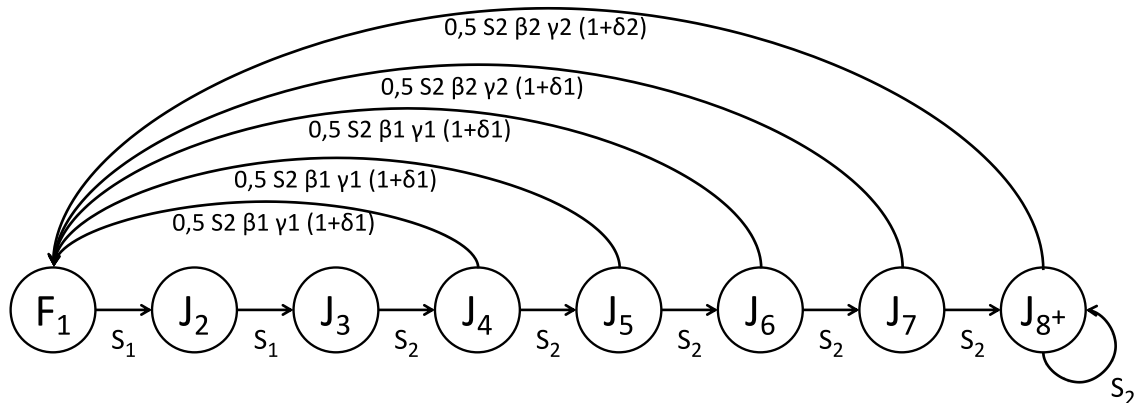 0,5 S2 β2 γ2 (1+δ2)
0,5 S2 β2 γ2 (1+δ1)
0,5 S2 β1 γ1 (1+δ1)
0,5 S2 β1 γ1 (1+δ1)
0,5 S2 β1 γ1 (1+δ1)
F₁ J₂ J₃ J₄ J₅ J₆ J₇ J₈₊
S₁ S₁ S₂ S₂ S₂ S₂ S₂
S₂